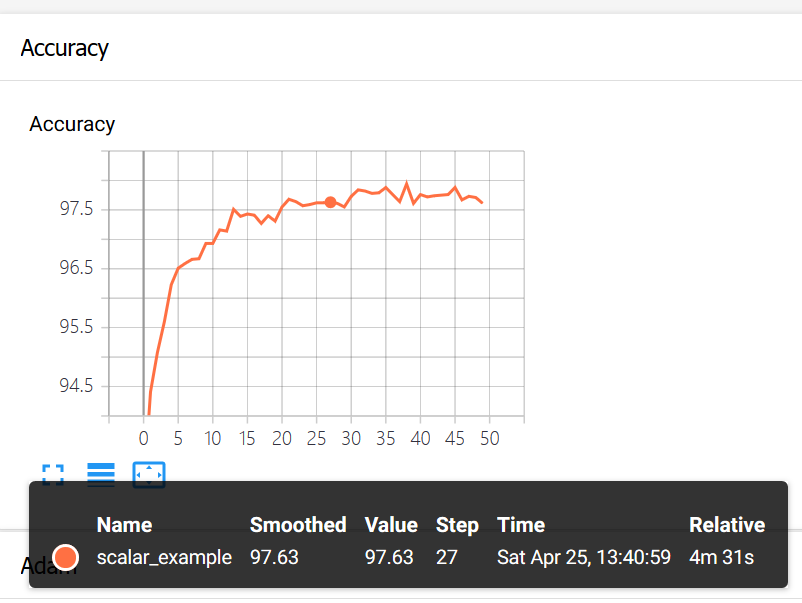 Accuracy
Accuracy
97.5
96.5
95.5
94.5
0 5 10 15 20 25 30 35 40 45 50
Name Smoothed Value Step Time Relative
scalar_example 97.63 97.63 27 Sat Apr 25, 13:40:59 4m 31s
Adam